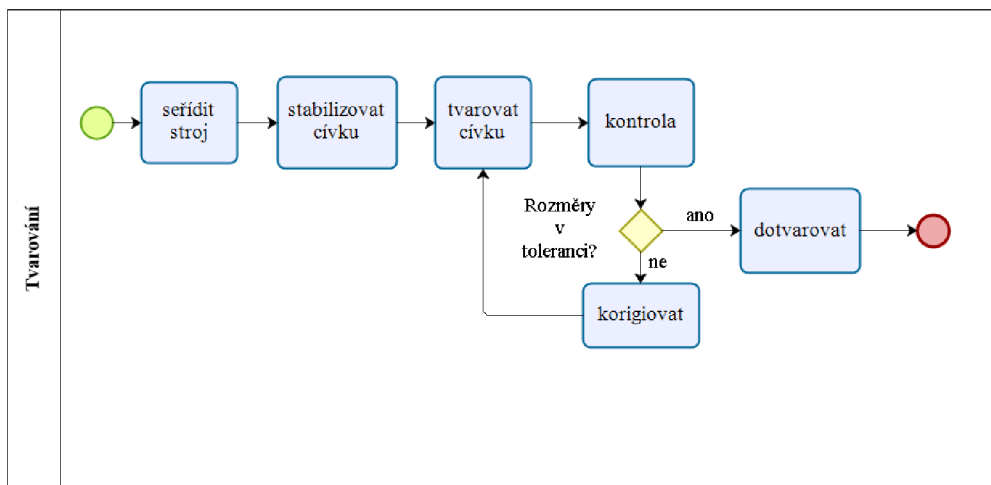 Tvarování
seřídit
stroj
stabilizovat
cívku
tvarovat
cívku
kontrola
Rozměry
v
toleranci?
ano
dotvarovat
ne
korigiovat